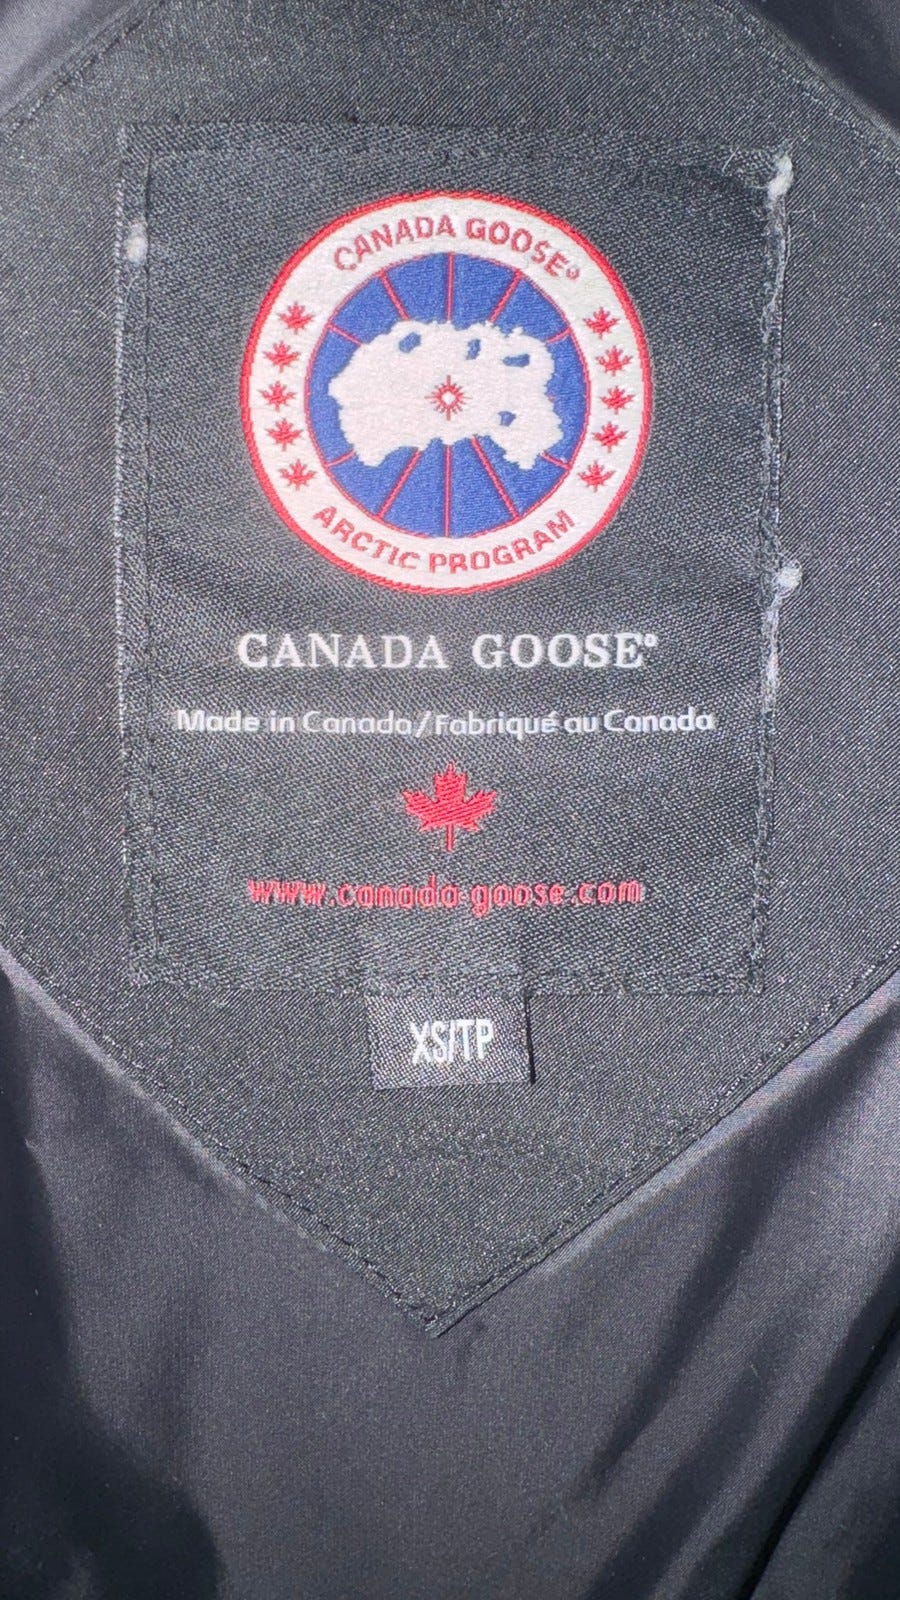 CANADA GOOSE®
ARCTIC PROGRAM
CANADA GOOSE®
Made in Canada/Fabriqué au Canada
www.canada-goose.com
XS/TP